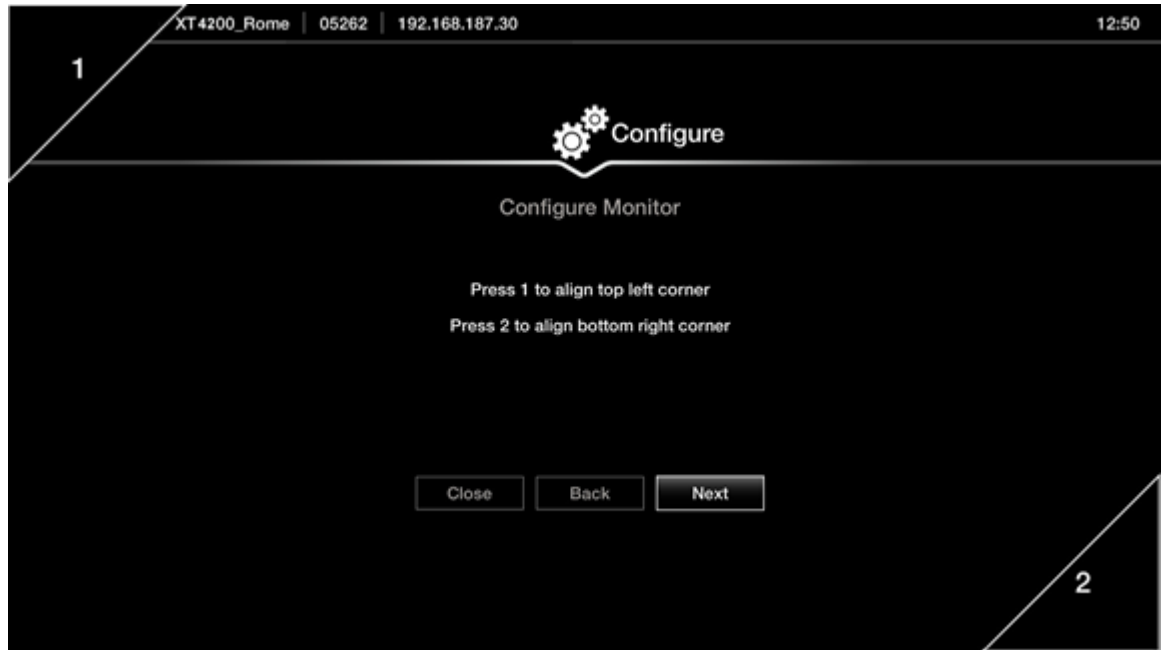 XT4200_Rome | 05262 | 192.168.187.30 12:50
1
Configure
Configure Monitor
Press 1 to align top left corner
Press 2 to align bottom right corner
Close Back Next
2